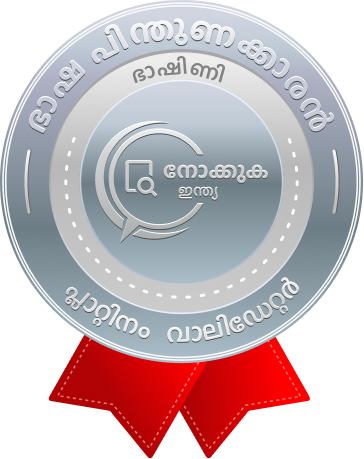 ഭാഷ പിന്തുണക്കാരൻ
ഭാഷിണി
നോക്കുക
ഇന്ത്യ
പ്ലാറ്റിനം വാലിഡേറ്റർ